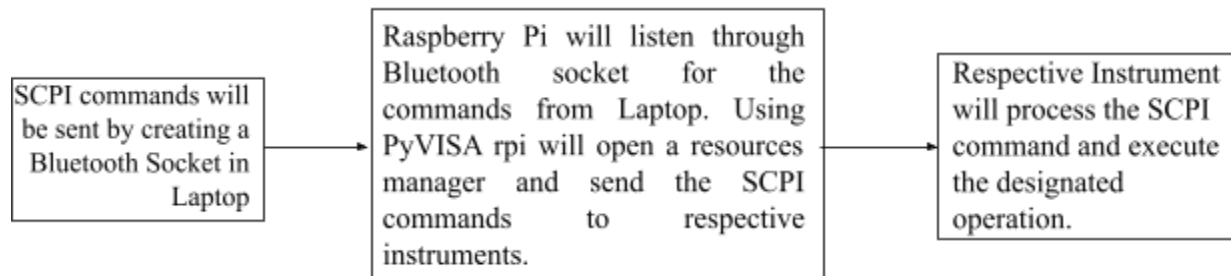 SCPI commands will
be sent by creating a
Bluetooth Socket in
Laptop
Raspberry Pi will listen through
Bluetooth socket for the
commands from Laptop. Using
PyVISA rpi will open a resources
manager and send the SCPI
commands to respective
instruments.
Respective Instrument
will process the SCPI
command and execute
the designated
operation.